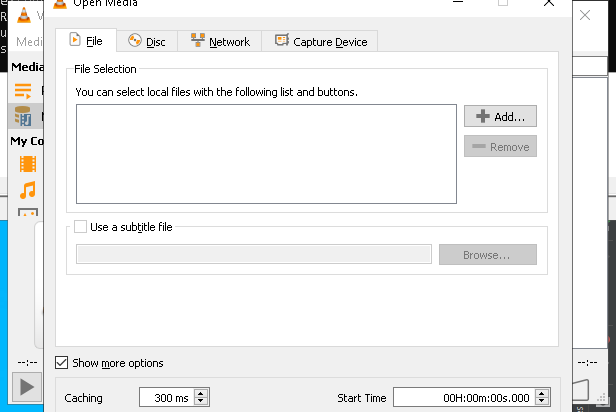 Open Media
V
Medi
File
Disc
Network
Capture Device
Media
File Selection
You can select local files with the following list and buttons.
Add...
Remove
My Co
Use a subtitle file
Browse...
--:--
Show more options
--:--
Caching
300 ms
Start Time
00H:00m:00s.000